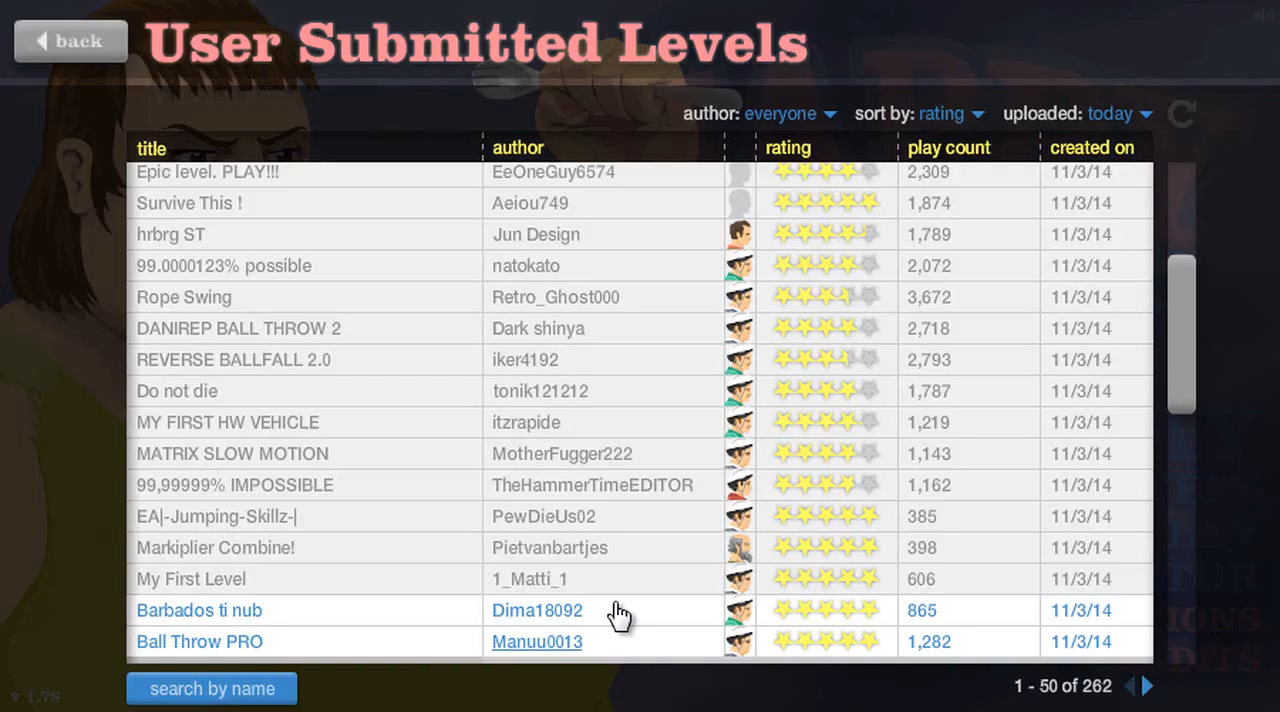 back
User Submitted Levels
author: everyone sort by: rating uploaded: today
title author rating play count created on
Epic level. PLAY!!! EeOneGuy6574 2,309 11/3/14
Survive This ! Aeiou749 1,874 11/3/14
hrbrg ST Jun Design 1,789 11/3/14
99.0000123% possible natokato 2,072 11/3/14
Rope Swing Retro_Ghost000 3,672 11/3/14
DANIREP BALL THROW 2 Dark shinya 2,718 11/3/14
REVERSE BALLFALL 2.0 iker4192 2,793 11/3/14
Do not die tonik121212 1,787 11/3/14
MY FIRST HW VEHICLE itzrapide 1,219 11/3/14
MATRIX SLOW MOTION MotherFugger222 1,143 11/3/14
99,99999% IMPOSSIBLE TheHammerTimeEDITOR 1,162 11/3/14
EA|-Jumping-Skillz-| PewDieUs02 385 11/3/14
Markiplier Combine! Pietvanbartjes 398 11/3/14
My First Level 1_Matti_1 606 11/3/14
Barbados ti nub Dima18092 865 11/3/14
Ball Throw PRO Manuu0013 1,282 11/3/14
search by name 1 - 50 of 262
v 1.78